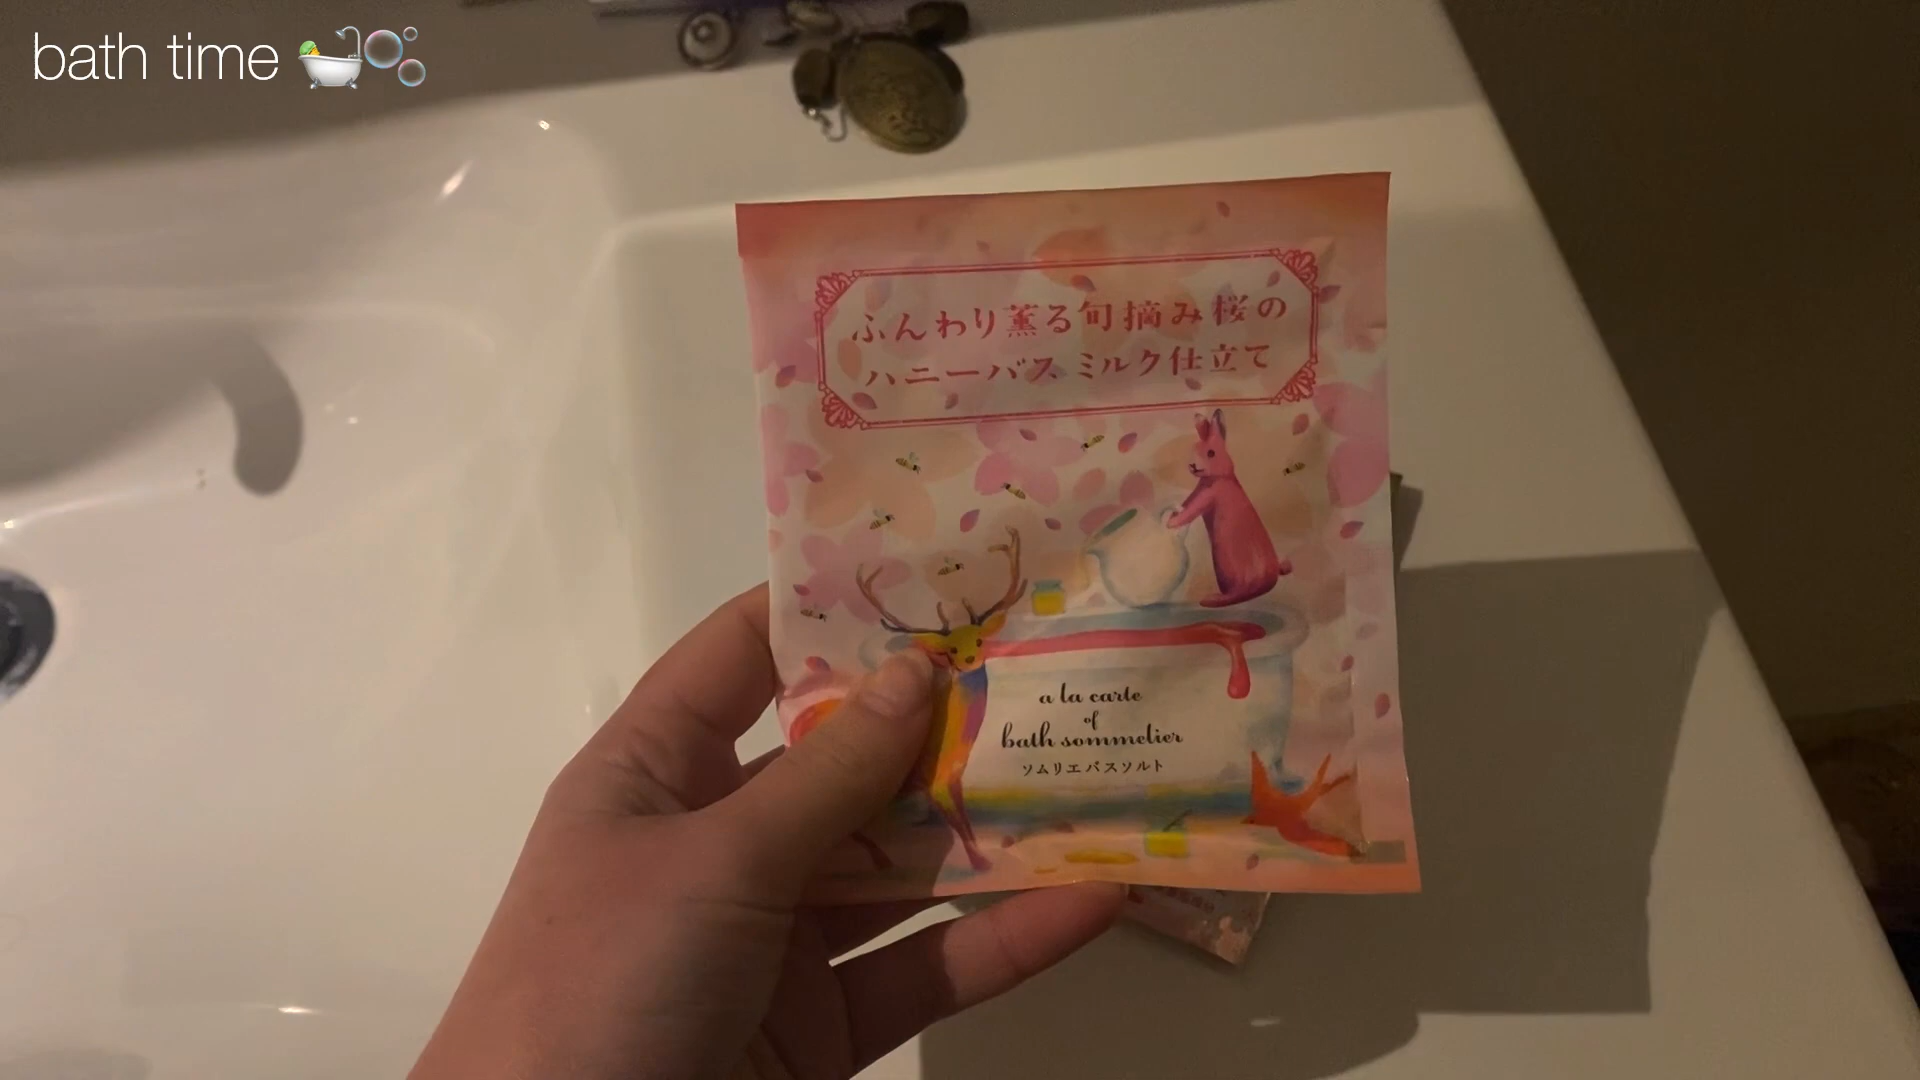 bath time
ふんわり薫る旬摘み桜の
ハニーバス ミルク仕立て
a la carte
of
bath sommelier
ソムリエバスソルト